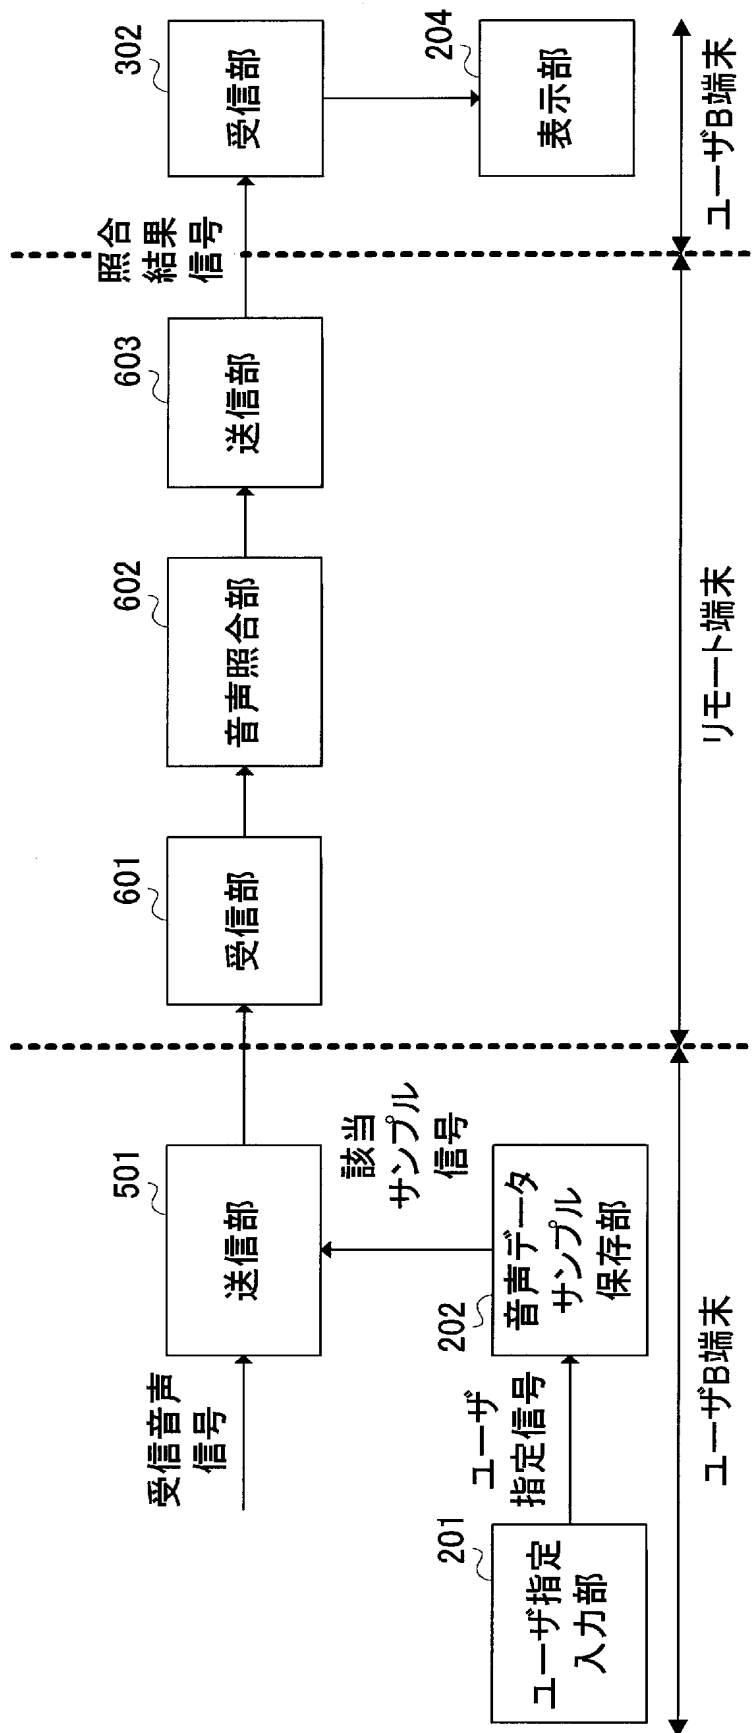 受信音声
信号
501
送信部
201
ユーザ指定
入力部
ユーザ
指定信号
202
音声データ
サンプル
保存部
該当
サンプル
信号
601
受信部
602
音声照合部
603
送信部
照合
結果
信号
302
受信部
204
表示部
ユーザB端末
リモート端末
ユーザB端末